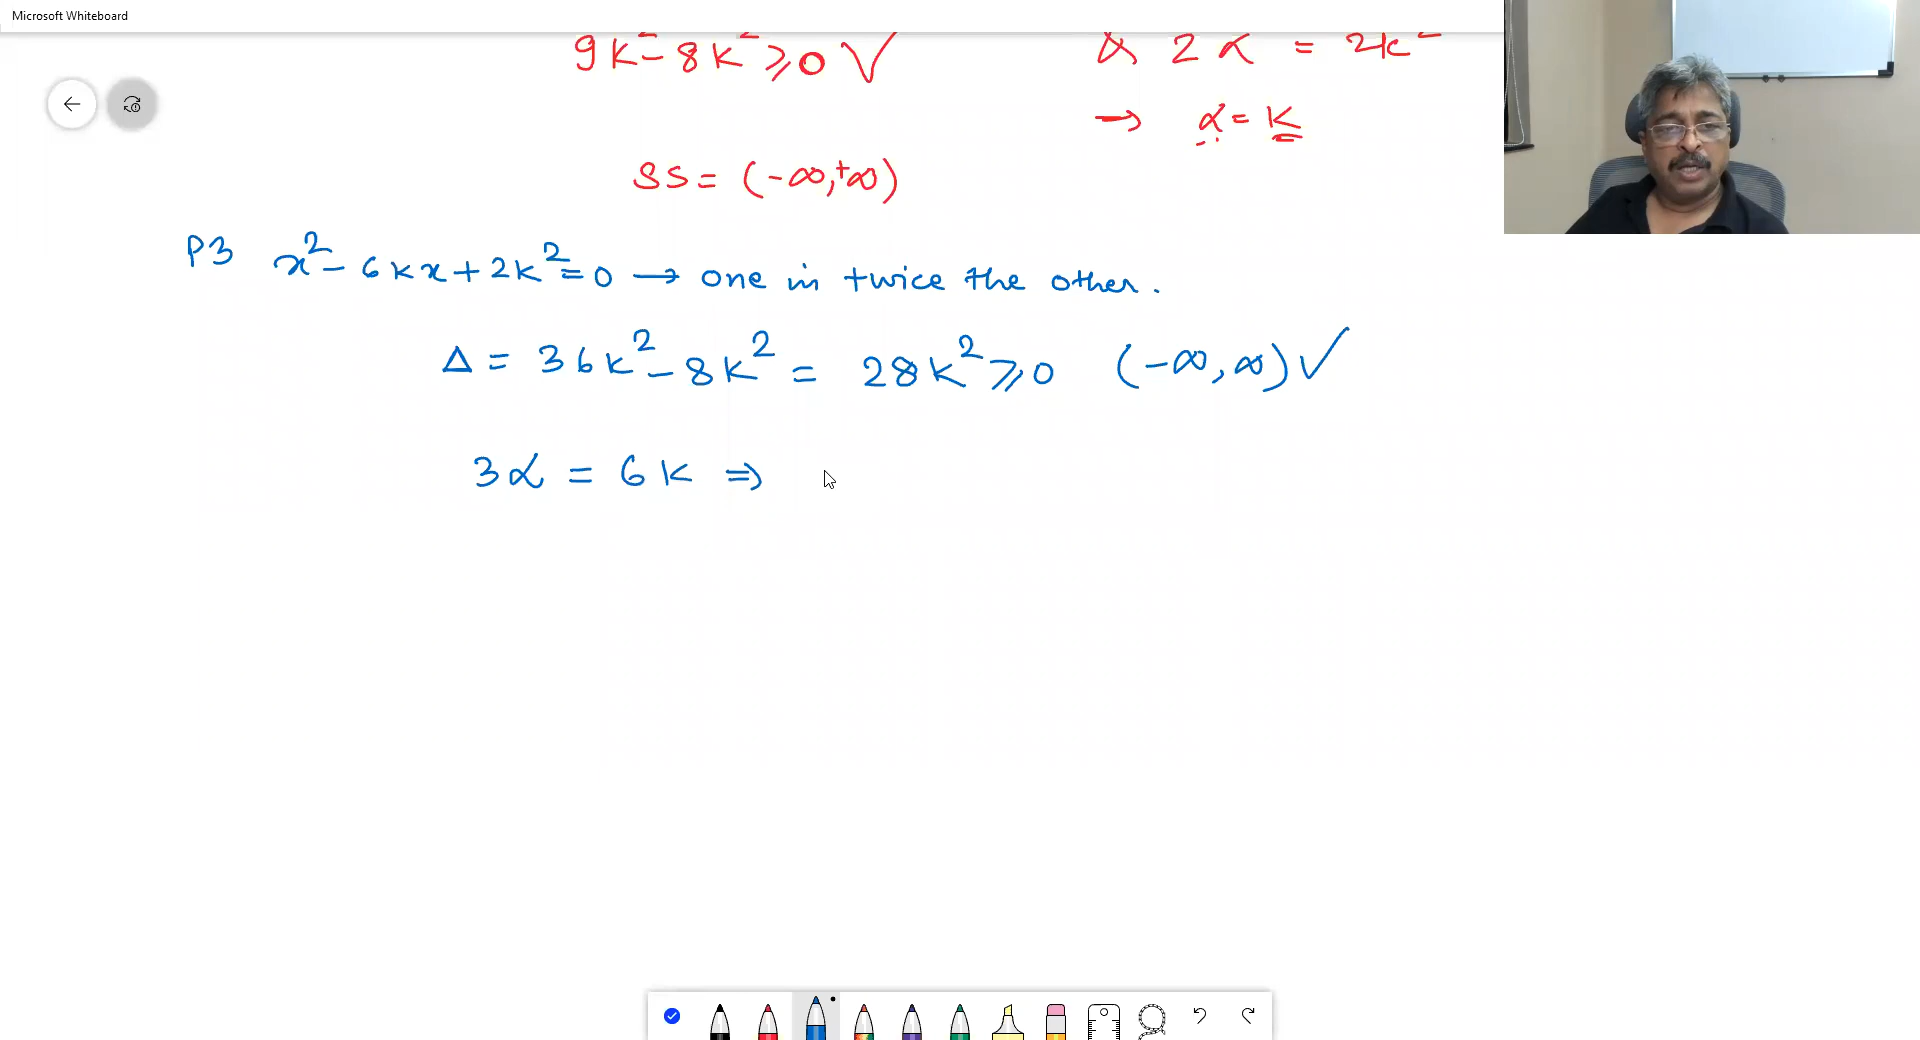 Microsoft Whiteboard
9k² - 8k² ⩾ 0 ✓
2α = 2k²
→ α = k
SS = (-∞, +∞)
P3 x² - 6kx + 2k² = 0 → one in twice the other.
Δ = 36k² - 8k² = 28k² ⩾ 0 (-∞, ∞) ✓
3α = 6k ⇒